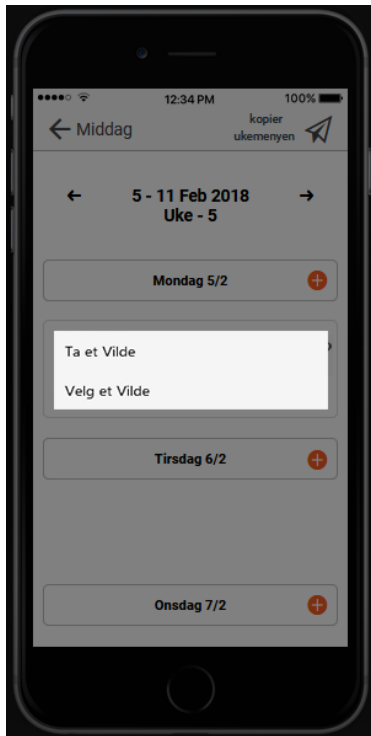 12:34 PM
100%
Middag
kopier
ukemenyen
5 - 11 Feb 2018
Uke - 5
Mondag 5/2
Ta et Vilde
Velg et Vilde
Tirsdag 6/2
Onsdag 7/2